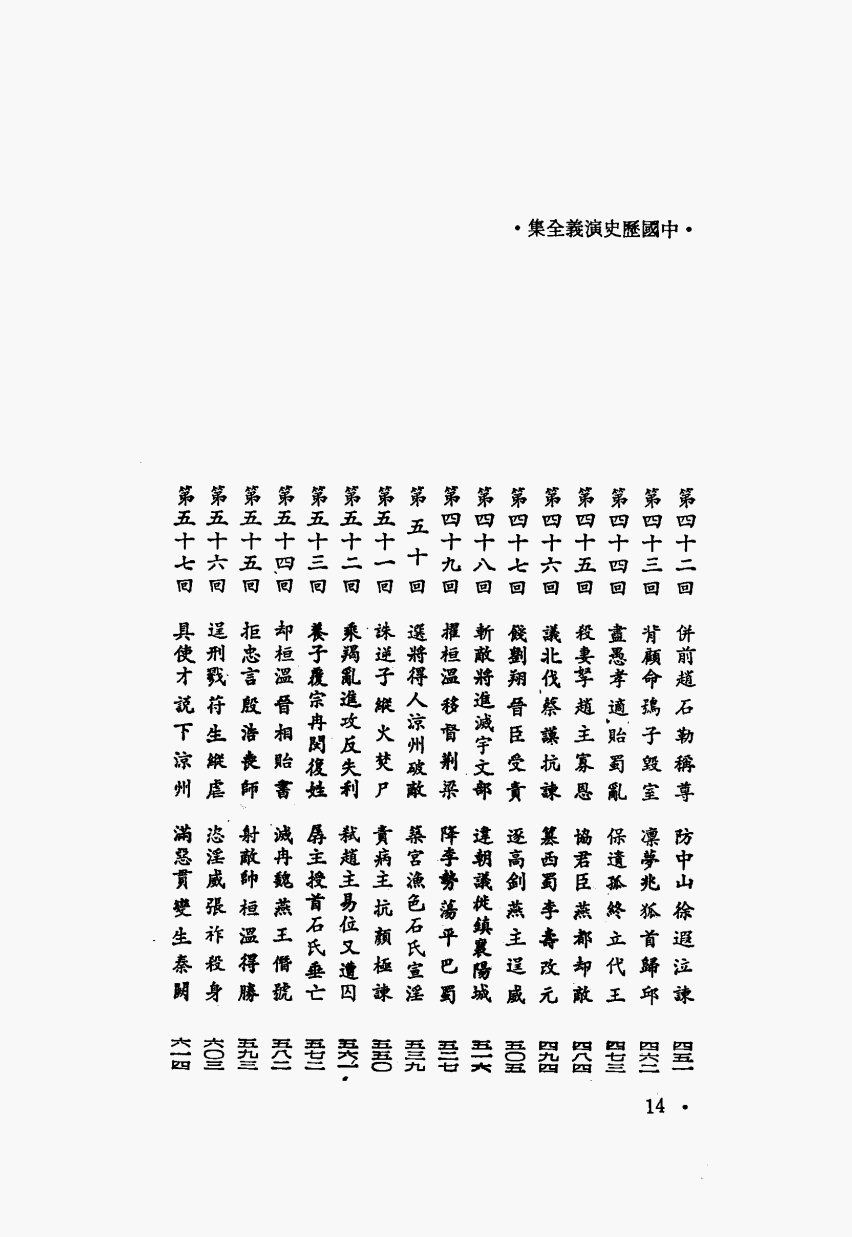 ·中國歷史演義全集·
第四十二回 併前趙石勒稱尊 防中山徐遐泣諫 四五一
第四十三回 背顧命鴞子毀室 凛夢兆狐首歸邱 四六二
第四十四回 盡愚孝適貽蜀亂 保遺孤終立代王 四七三
第四十五回 殺妻孥趙主寡恩 協君臣燕都却敵 四八四
第四十六回 議北伐蔡謨抗諫 篡西蜀李壽改元 四九四
第四十七回 餞劉翔晉臣受責 逐高釗燕主逞威 五〇五
第四十八回 斬敵將進滅宇文部 違朝議徙鎮襄陽城 五一六
第四十九回 擢桓溫移督荆梁 降李勢蕩平巴蜀 五二七
第五十回 選將得人涼州破敵 築宮漁色石氏宣淫 五三九
第五十一回 誅逆子縱火焚尸 責病主抗顏極諫 五五〇
第五十二回 乘羯亂進攻反失利 弒趙主易位又遭囚 五六一
第五十三回 養子覆宗冉閔復姓 孱主授首石氏垂亡 五七二
第五十四回 却桓溫晉相貽書 滅冉魏燕王僭號 五八二
第五十五回 拒忠言殷浩喪師 射敵帥桓溫得勝 五九三
第五十六回 逞刑戮苻生縱虐 恣淫威張祚殺身 六〇三
第五十七回 具使才説下涼州 滿惡貫變生秦闕 六一四
14 ·